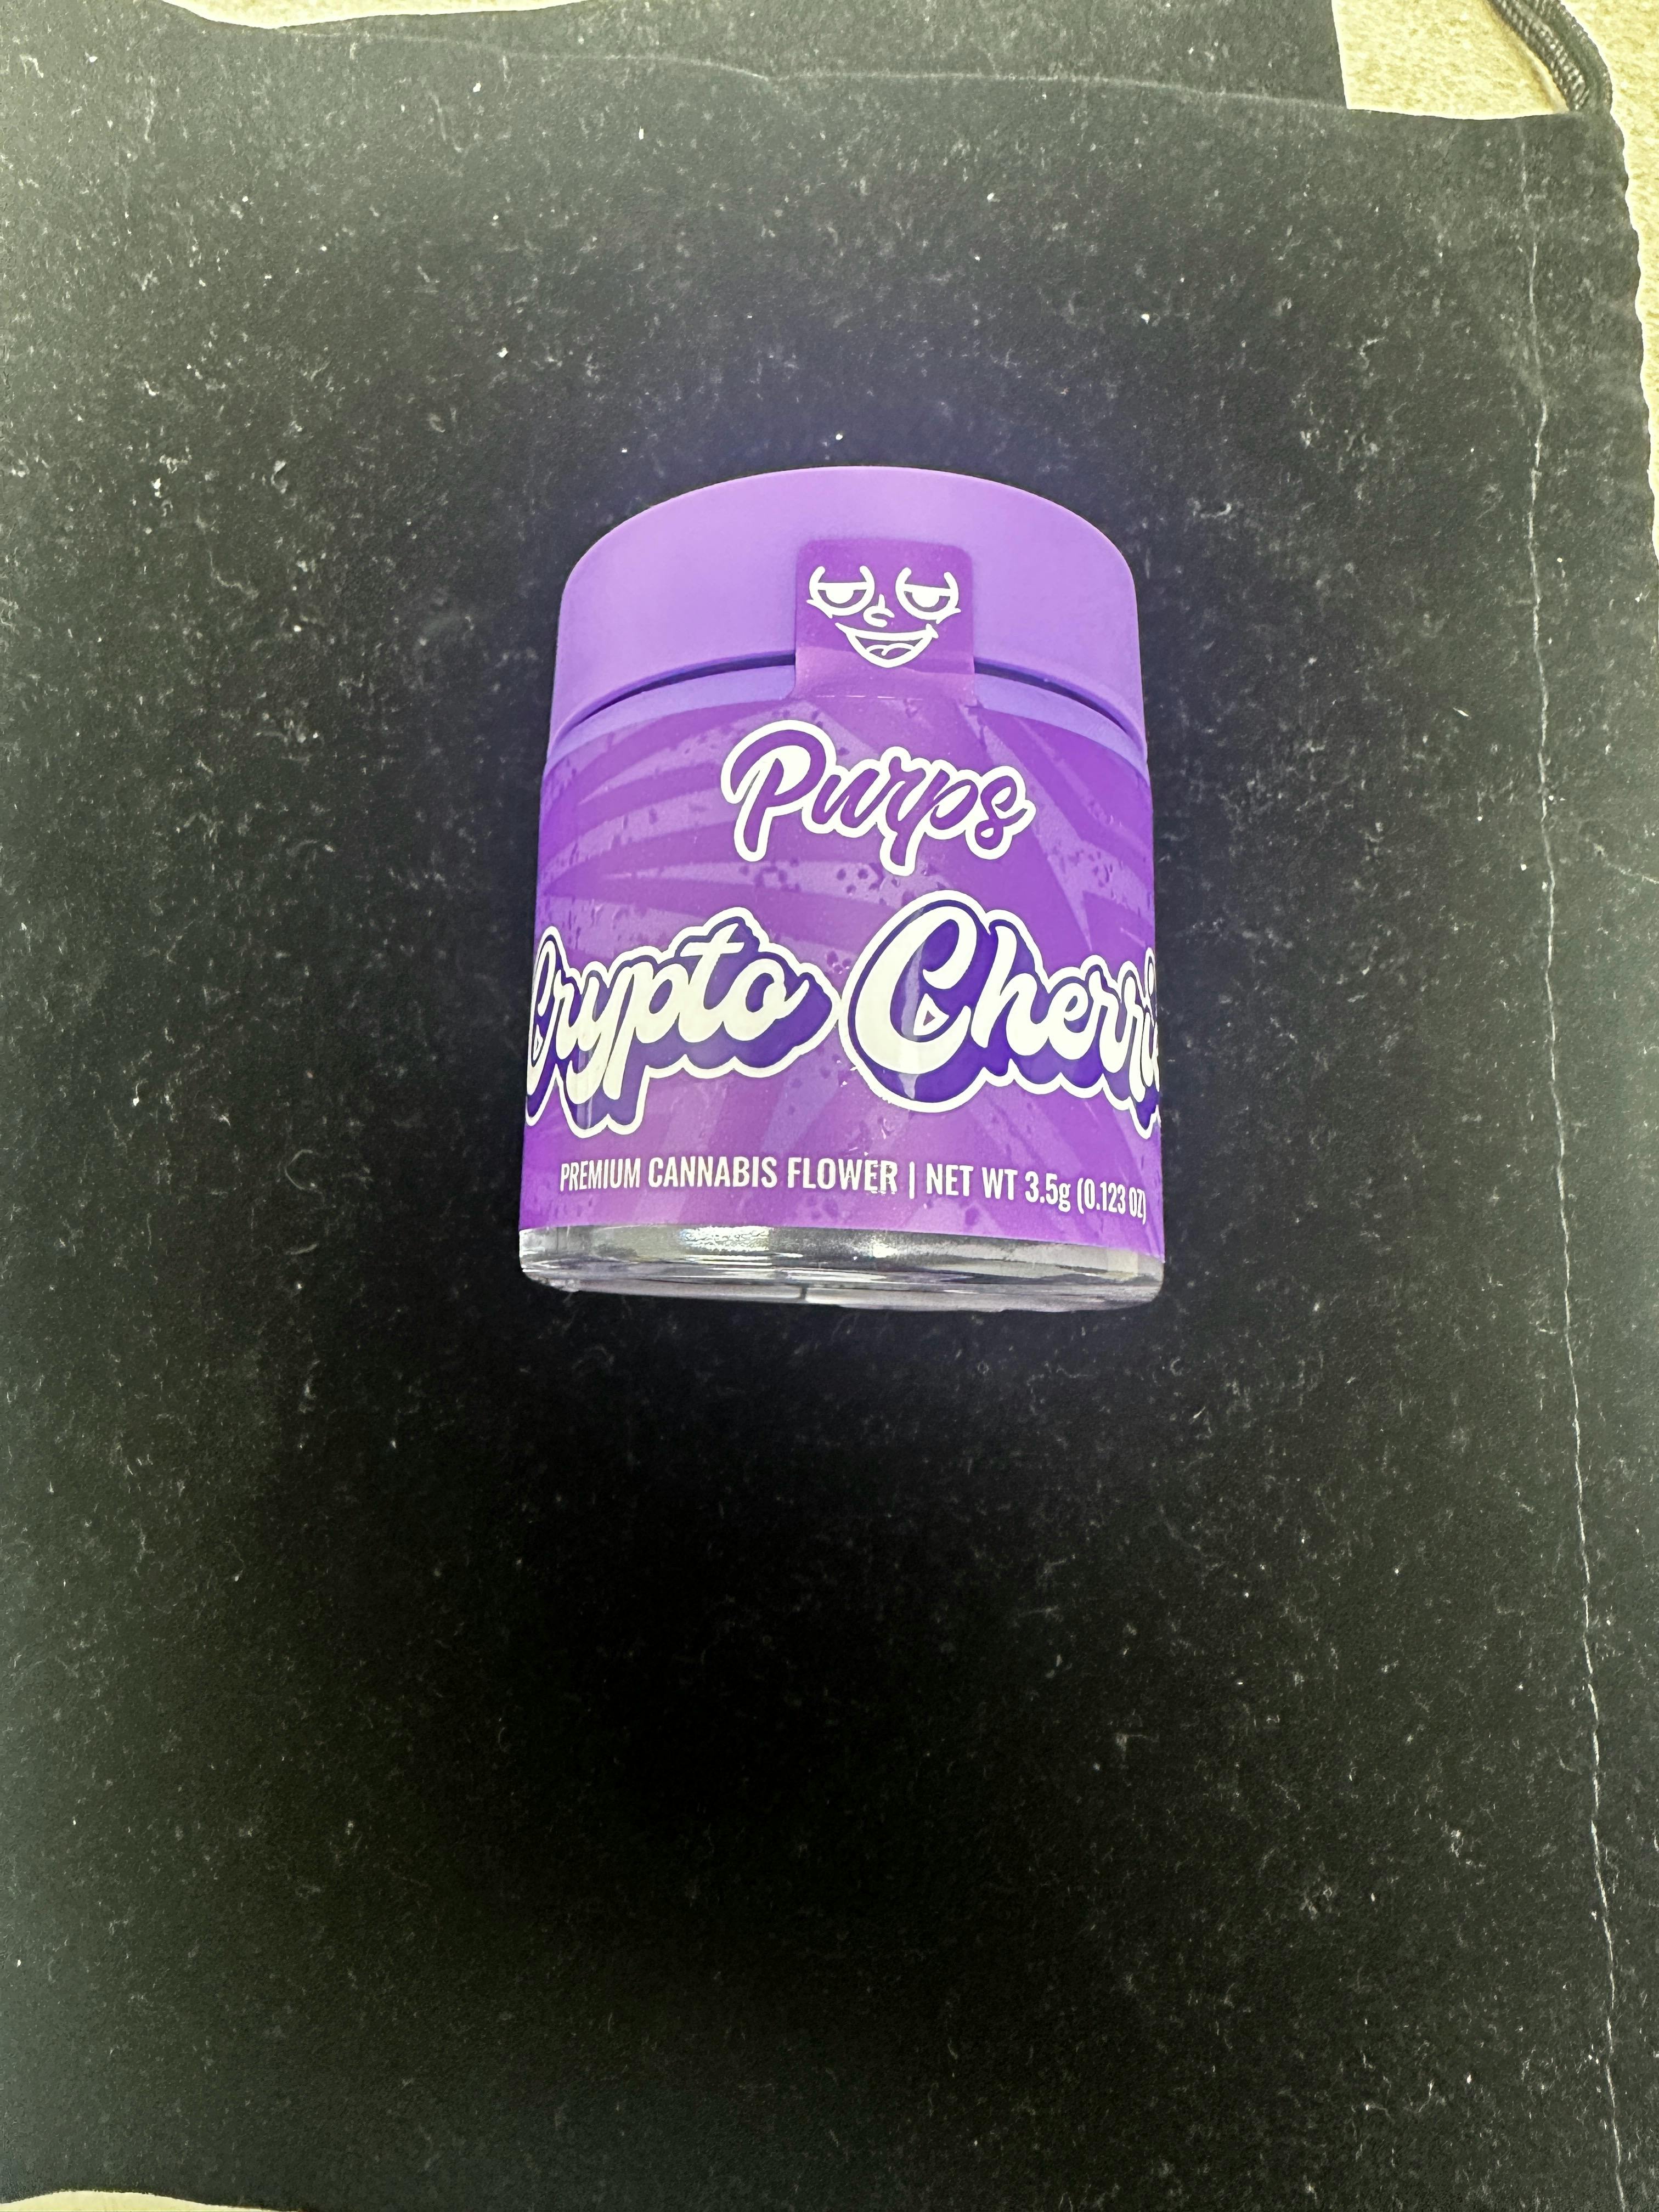 Purps
Crypto Cherri
PREMIUM CANNABIS FLOWER | NET WT 3.5g (0.123 OZ)